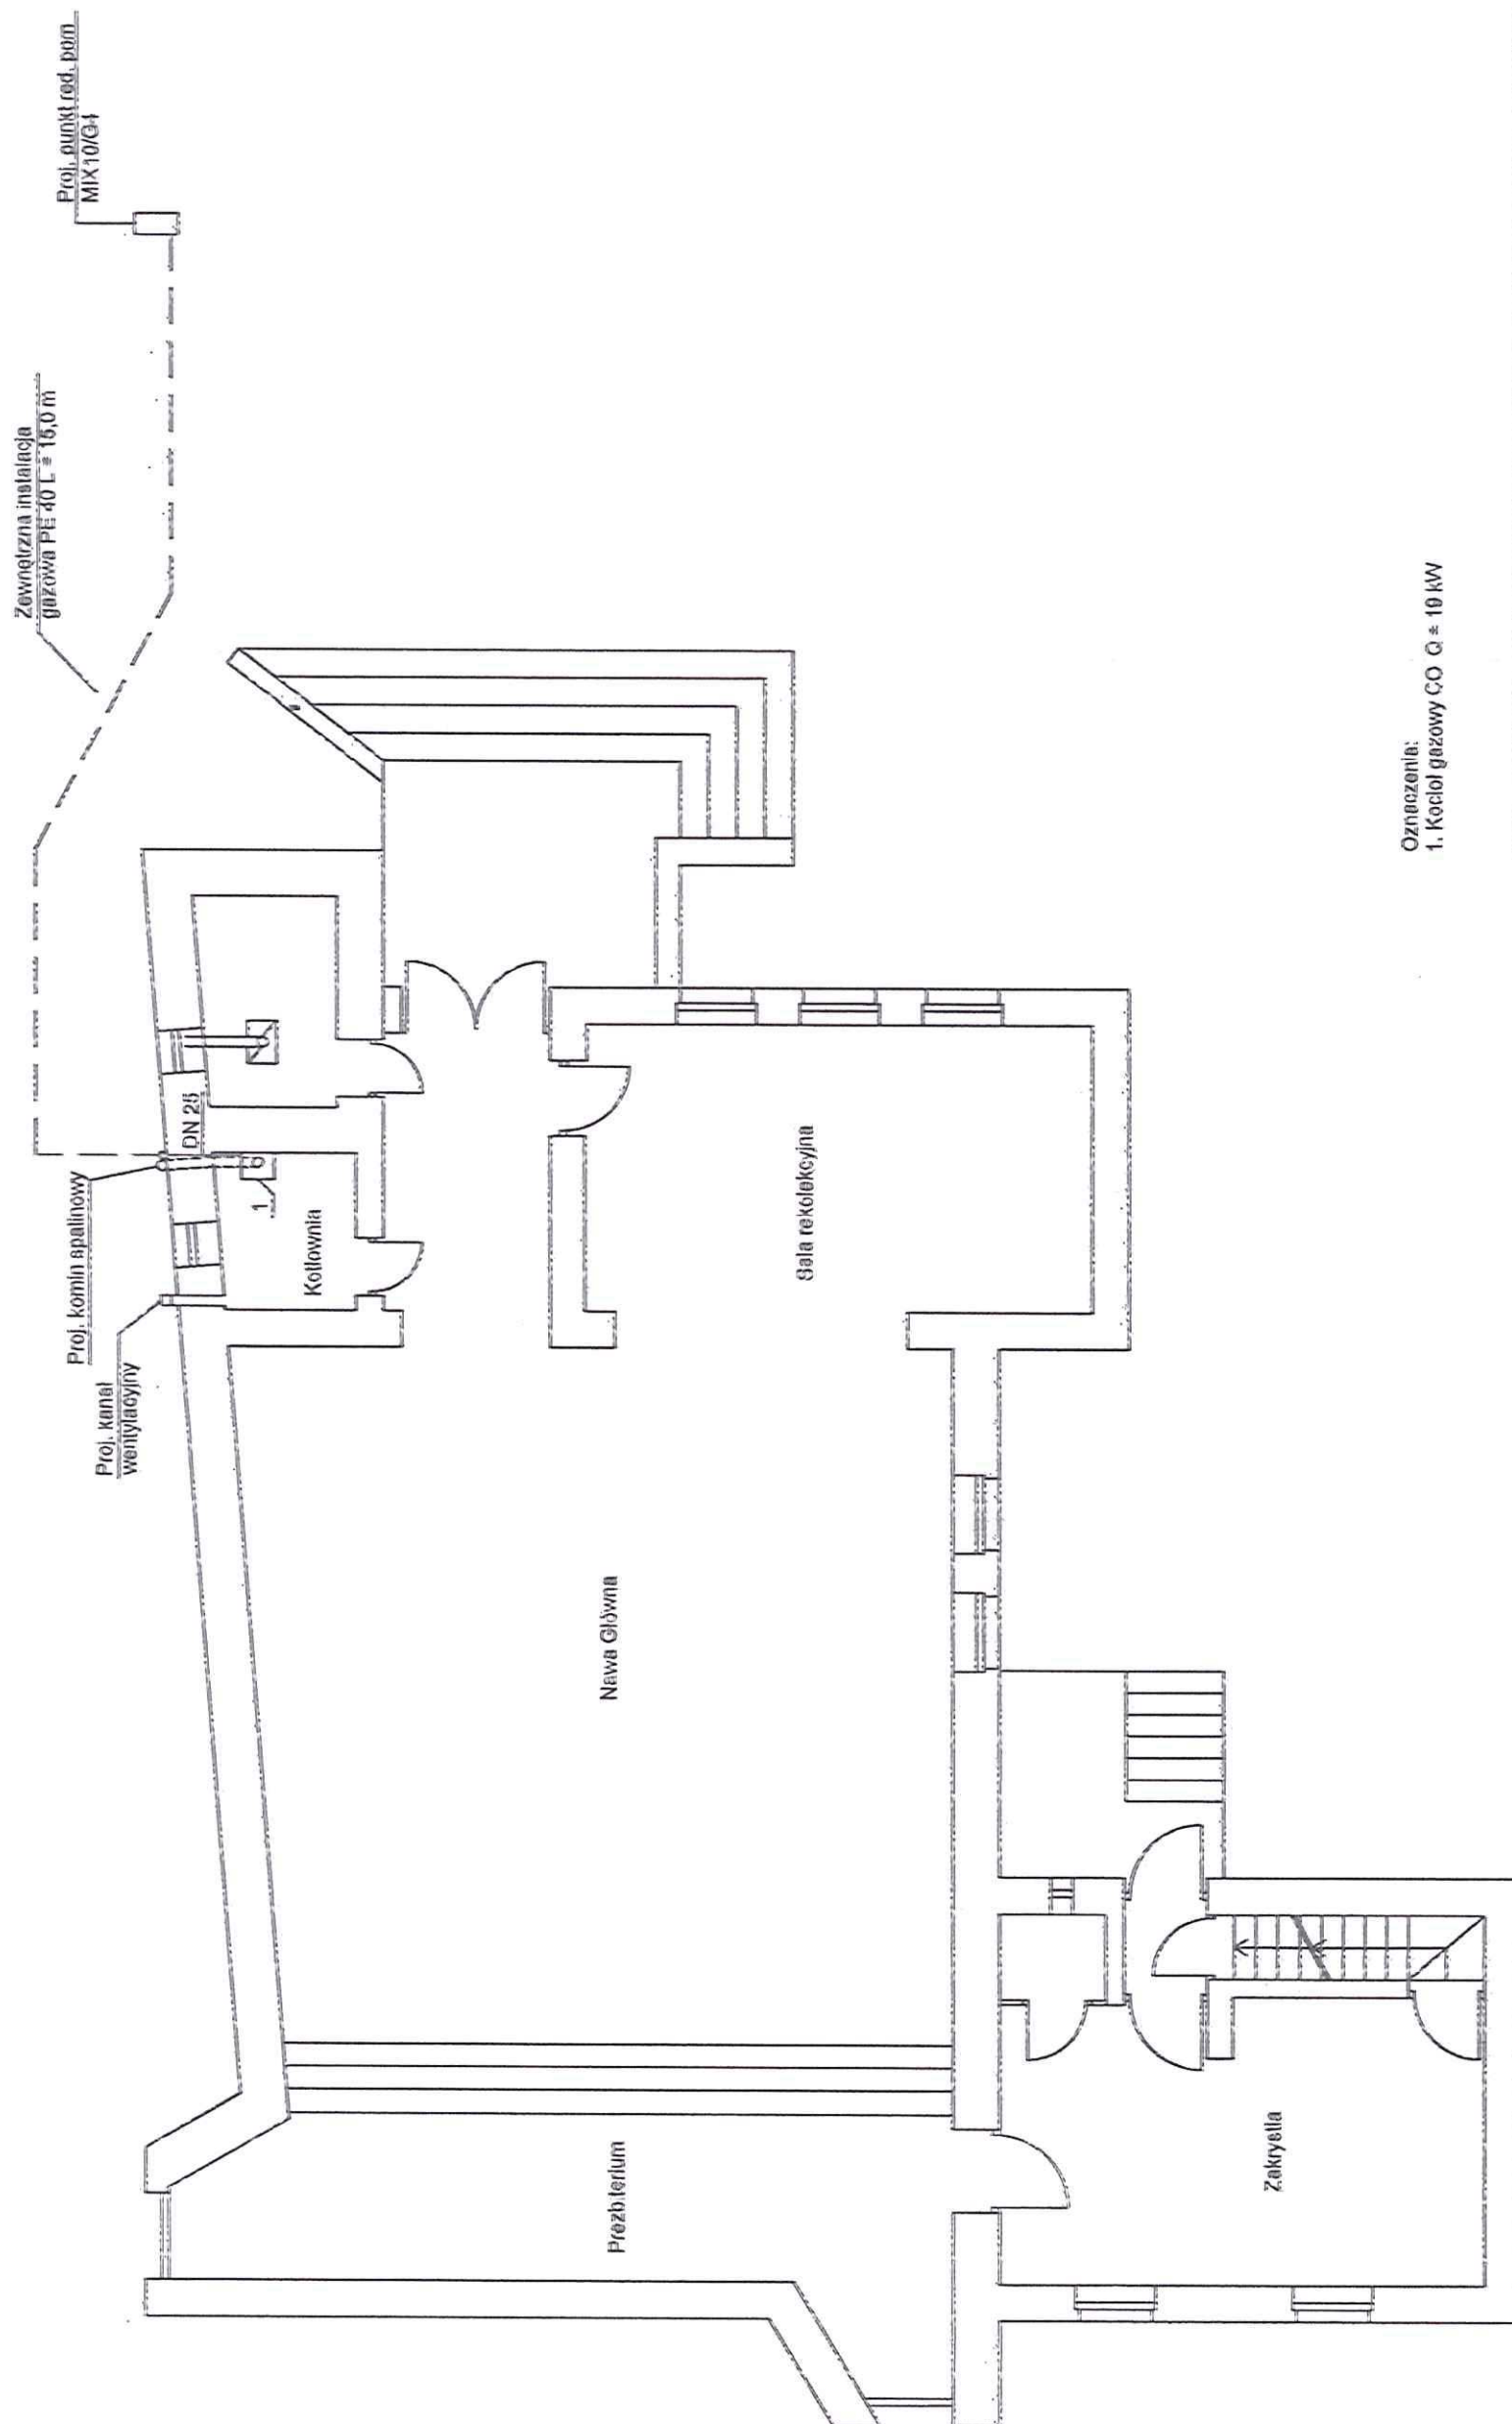 Proj. punkt red. pom
MIX10/G4
Zewnętrzna instalacja
gazowa PE 40 L = 15,0 m
Proj. komin spalinowy
Proj. kanał
wentylacyjny
DN 25
1
Kotłownia
Sala rekolekcyjna
Nawa Główna
Prezbiterium
Zakrystia
Oznaczenia:
1. Kocioł gazowy CO Q = 19 kW